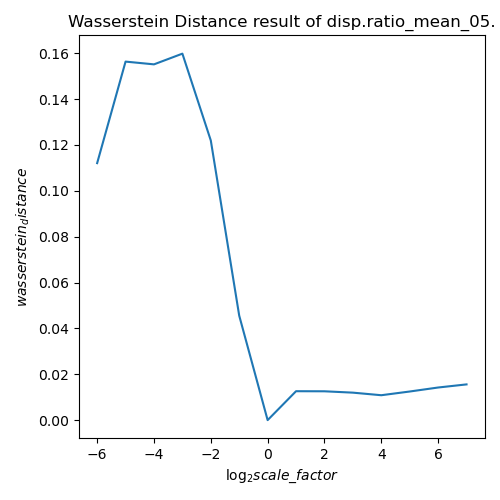 Wasserstein Distance result of disp.ratio_mean_05.
0.16
0.14
0.12
0.10
0.08
0.06
0.04
0.02
0.00
wasserstein_distance
−6 −4 −2 0 2 4 6
log₂scale_factor